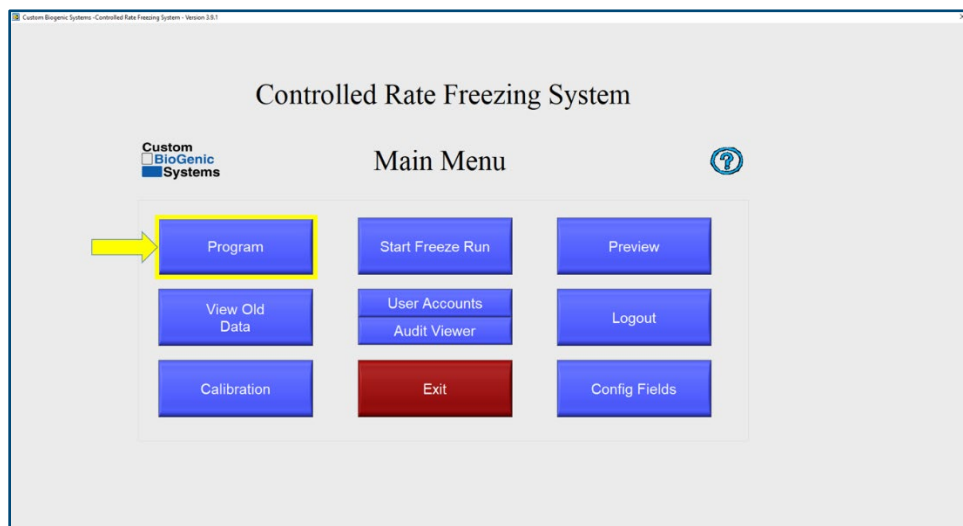 Custom Biogenic Systems -Controlled Rate Freezing System - Version 3.9.1
Controlled Rate Freezing System
Custom
BioGenic
Systems
Main Menu
?
Program
Start Freeze Run
Preview
View Old
Data
User Accounts
Audit Viewer
Logout
Calibration
Exit
Config Fields